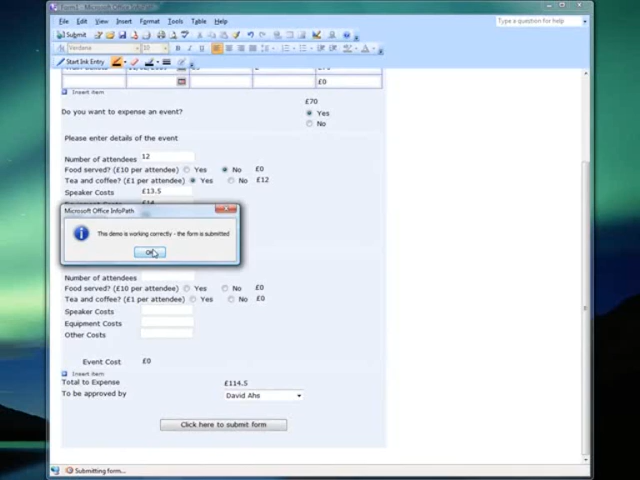 Microsoft Office InfoPath
File Edit View Insert Format Tools Table Help
Type a question for help
Submit
Verdana 10
Start Ink Entry
£0
Insert item
£70
Do you want to expense an event?
Yes
No
Please enter details of the event
Number of attendees 12
Food served? (£10 per attendee) Yes No £0
Tea and coffee? (£1 per attendee) Yes No £12
Speaker Costs £13.5
Microsoft Office InfoPath
This demo is working correctly - the form is submitted
OK
Number of attendees
Food served? (£10 per attendee) Yes No £0
Tea and coffee? (£1 per attendee) Yes No £0
Speaker Costs
Equipment Costs
Other Costs
Event Cost £0
Insert item
Total to Expense £114.5
To be approved by David Ahs
Click here to submit form
Submitting form...